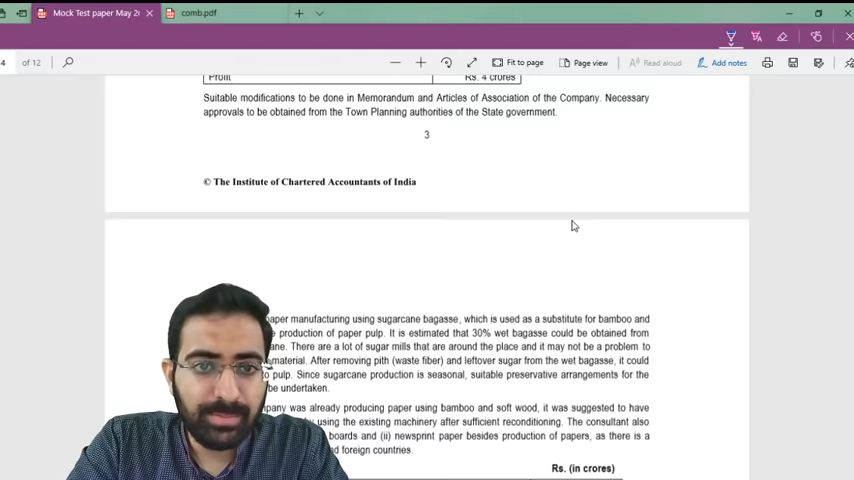 Mock Test paper May 2
comb.pdf
4 of 12
Fit to page
Page view
Read aloud
Add notes
Profit Rs. 4 crores
Suitable modifications to be done in Memorandum and Articles of Association of the Company. Necessary
approvals to be obtained from the Town Planning authorities of the State government.
3
© The Institute of Chartered Accountants of India
paper manufacturing using sugarcane bagasse, which is used as a substitute for bamboo and
production of paper pulp. It is estimated that 30% wet bagasse could be obtained from
There are a lot of sugar mills that are around the place and it may not be a problem to
material. After removing pith (waste fiber) and leftover sugar from the wet bagasse, it could
to pulp. Since sugarcane production is seasonal, suitable preservative arrangements for the
be undertaken.
was already producing paper using bamboo and soft wood, it was suggested to have
using the existing machinery after sufficient reconditioning. The consultant also
boards and (ii) newsprint paper besides production of papers, as there is a
foreign countries.
Rs. (in crores)